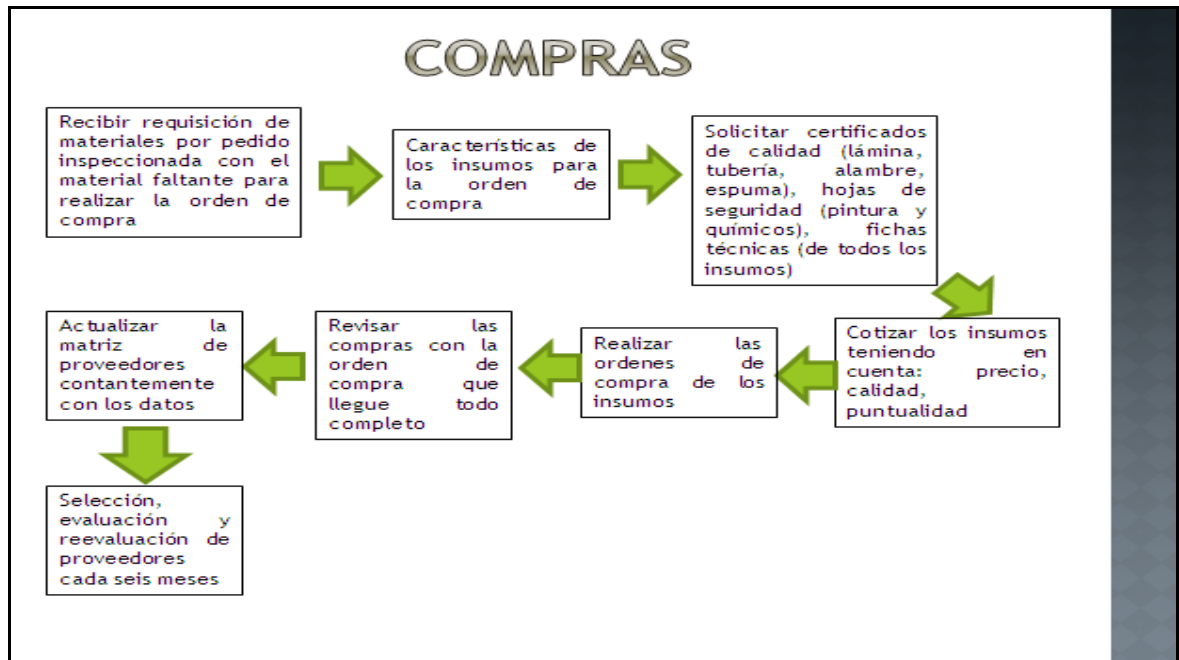 COMPRAS
Recibir requisición de
materiales por pedido
inspeccionada con el
material faltante para
realizar la orden de
compra
Características de
los insumos para
la orden de
compra
Solicitar certificados
de calidad (lámina,
tubería, alambre,
espuma), hojas de
seguridad (pintura y
químicos), fichas
técnicas (de todos los
insumos)
Cotizar los insumos
teniendo en
cuenta: precio,
calidad,
puntualidad
Realizar las
ordenes de
compra de los
insumos
Revisar las
compras con la
orden de
compra que
llegue todo
completo
Actualizar la
matriz de
proveedores
contantemente
con los datos
Selección,
evaluación y
reevaluación de
proveedores
cada seis meses